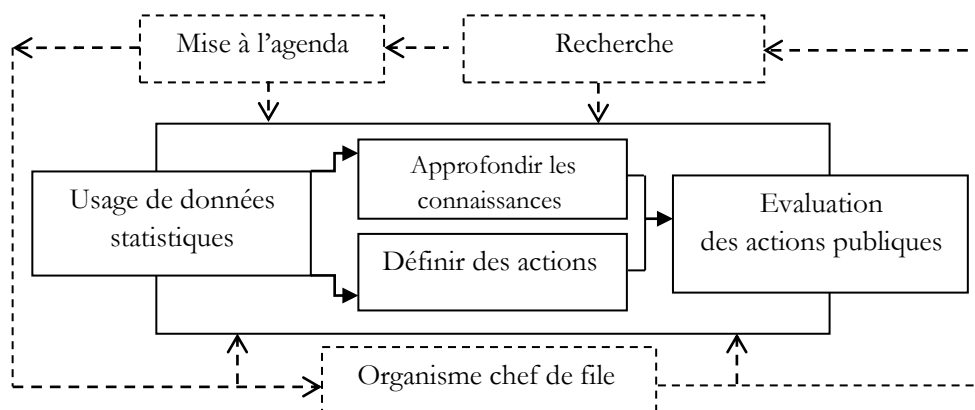 Mise à l’agenda
Recherche
Approfondir les
connaissances
Usage de données
statistiques
Evaluation
des actions publiques
Définir des actions
Organisme chef de file